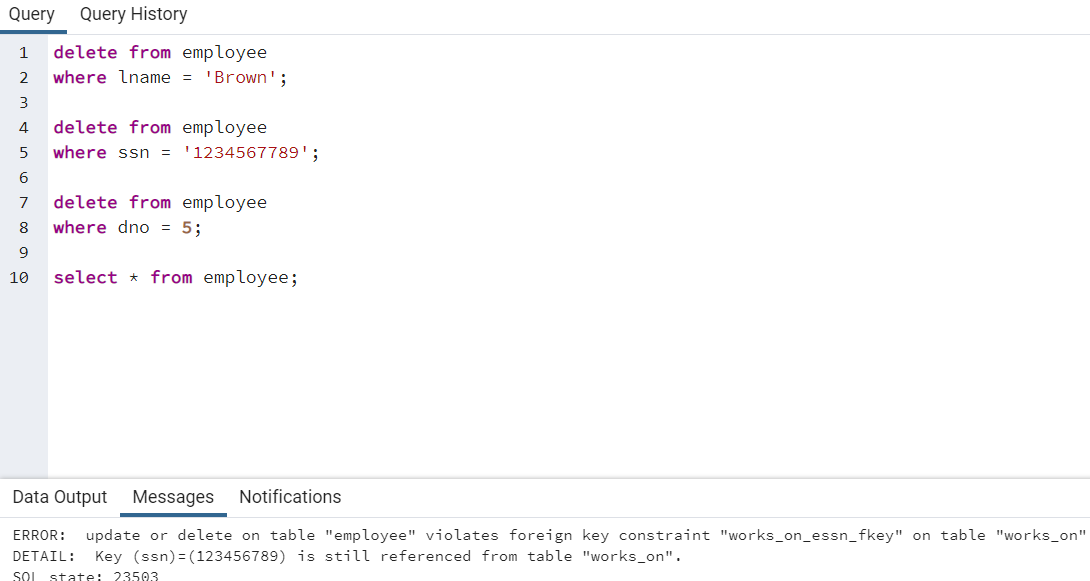 Query Query History
1 delete from employee
2 where lname = 'Brown';
3
4 delete from employee
5 where ssn = '1234567789';
6
7 delete from employee
8 where dno = 5;
9
10 select * from employee;
Data Output Messages Notifications
ERROR: update or delete on table "employee" violates foreign key constraint "works_on_essn_fkey" on table "works_on"
DETAIL: Key (ssn)=(123456789) is still referenced from table "works_on".
SQL state: 23503